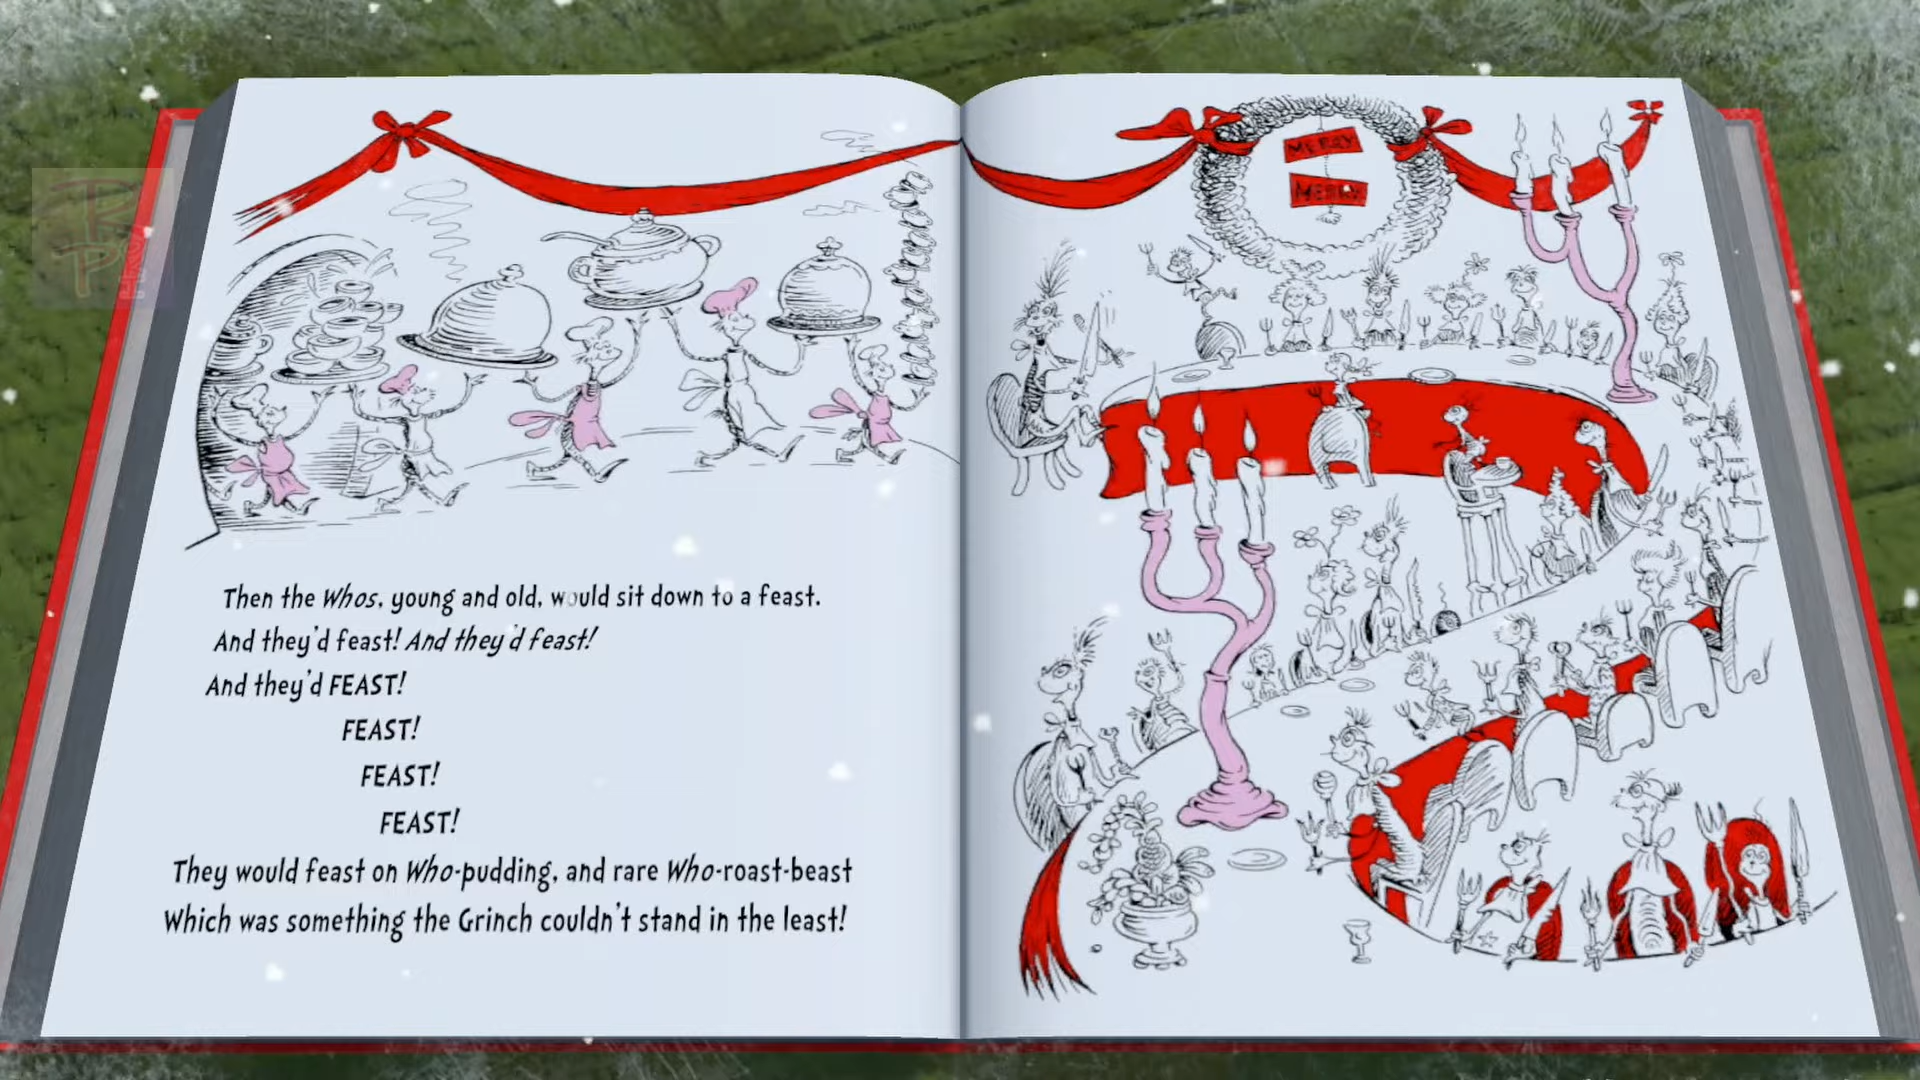 MERRY
MERRY
Then the Whos, young and old, would sit down to a feast.
And they'd feast! And they'd feast!
And they'd FEAST!
FEAST!
FEAST!
FEAST!
They would feast on Who-pudding, and rare Who-roast-beast
Which was something the Grinch couldn't stand in the least!